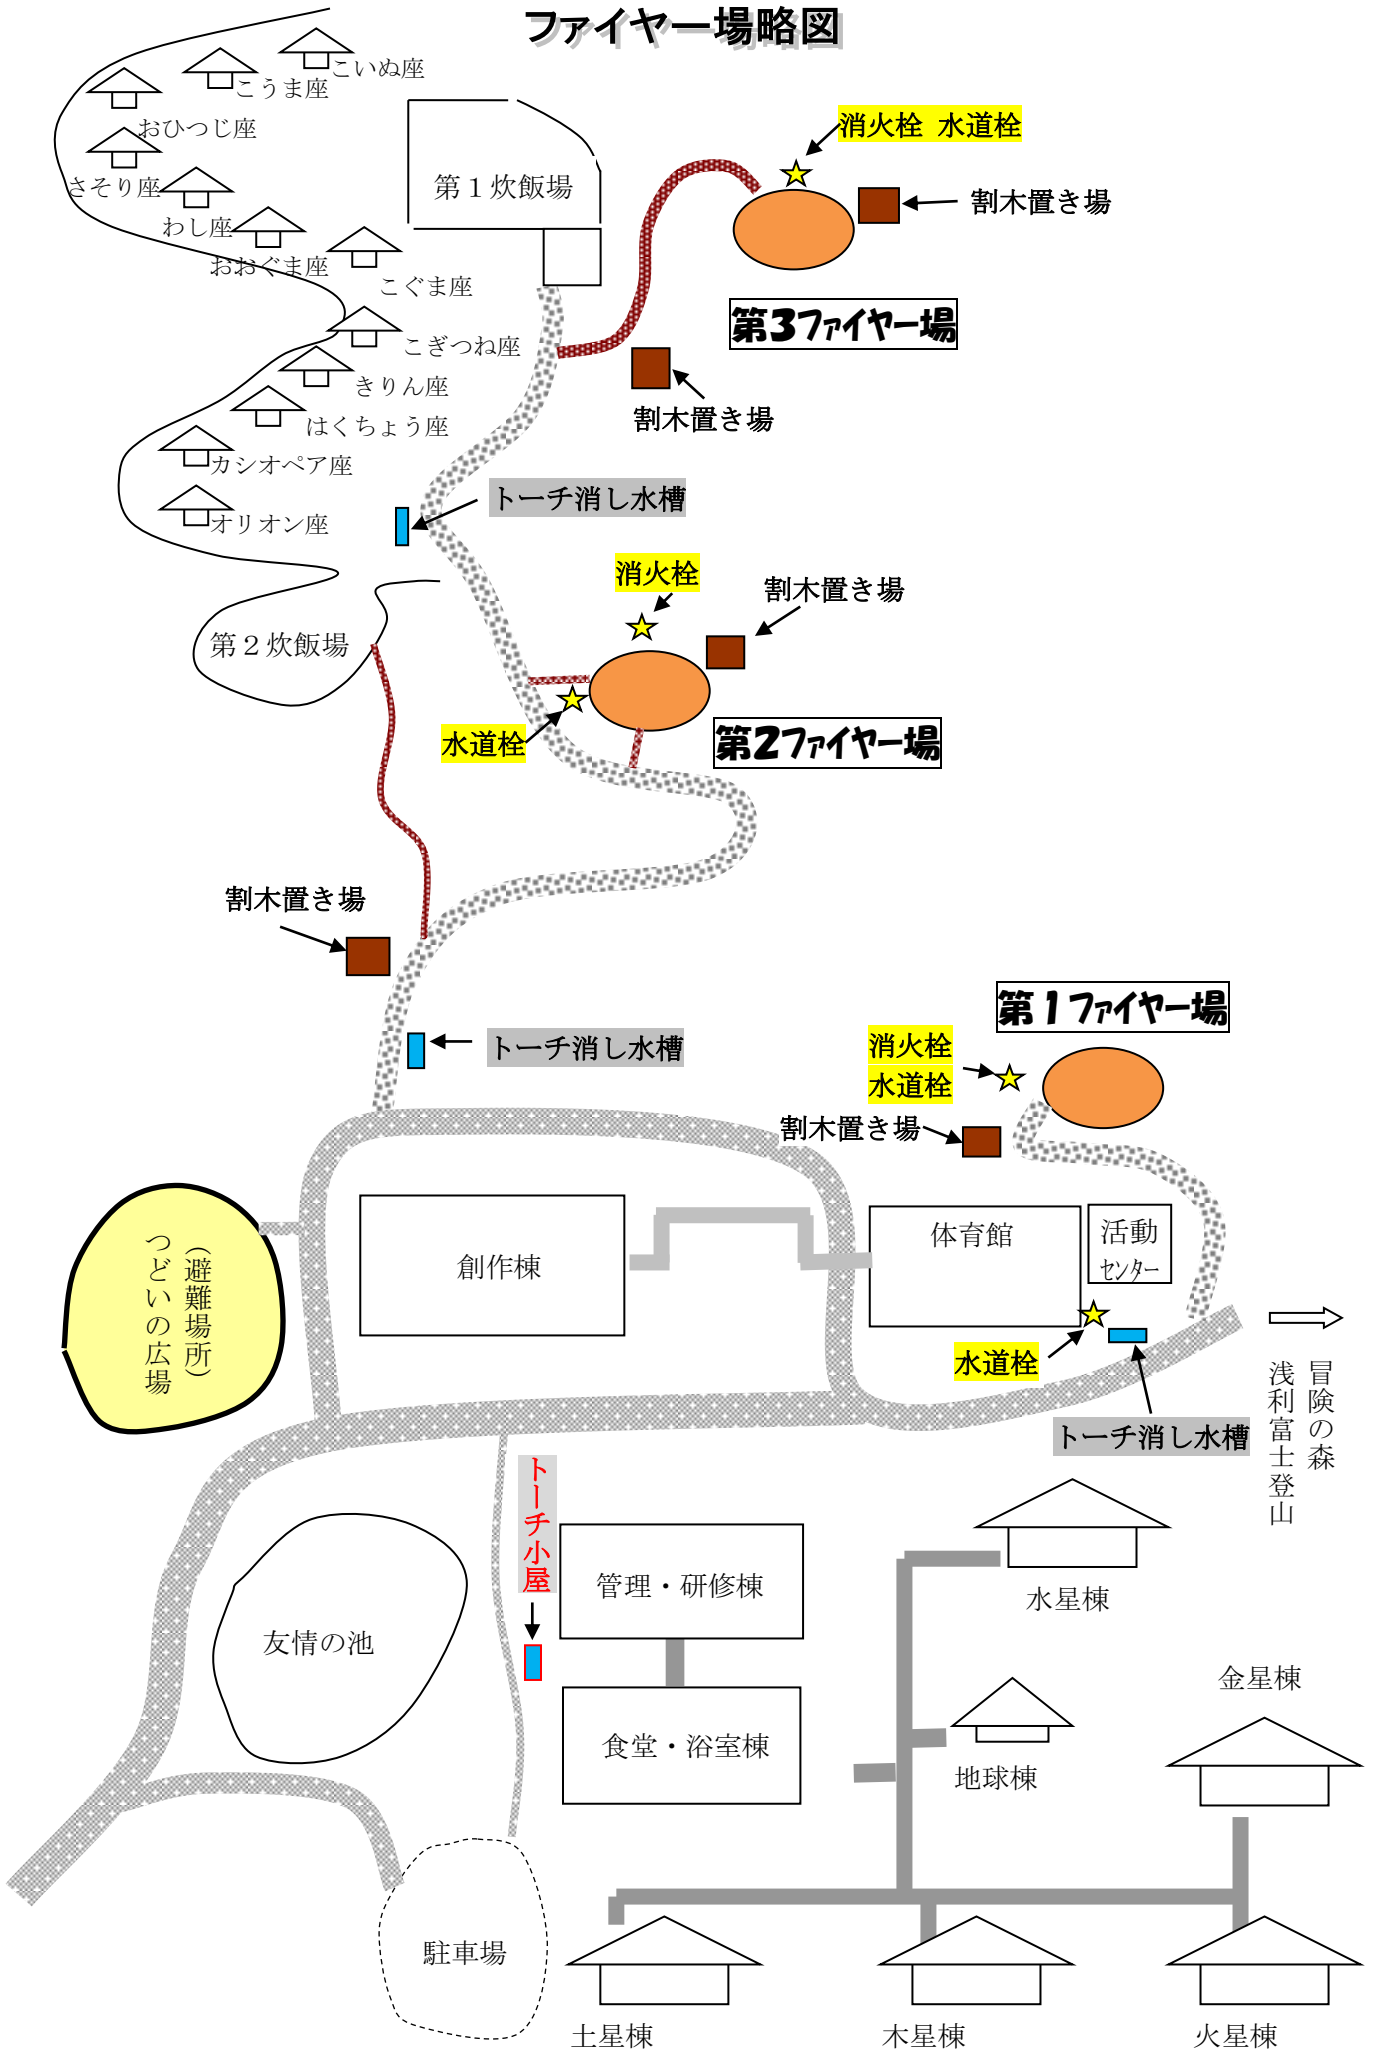 ファイヤー場略図
こいぬ座
こうま座
おひつじ座
さそり座
わし座
おおぐま座
こぐま座
こぎつね座
きりん座
はくちょう座
カシオペア座
オリオン座
第１炊飯場
消火栓 水道栓
割木置き場
第3ファイヤー場
割木置き場
トーチ消し水槽
消火栓
割木置き場
第２炊飯場
水道栓
第2ファイヤー場
割木置き場
トーチ消し水槽
第１ファイヤー場
消火栓
水道栓
割木置き場
（避難場所）
つどいの広場
創作棟
体育館
活動
センター
水道栓
トーチ消し水槽
冒険の森
浅利富士登山
トーチ小屋
管理・研修棟
水星棟
友情の池
金星棟
食堂・浴室棟
地球棟
駐車場
土星棟
木星棟
火星棟